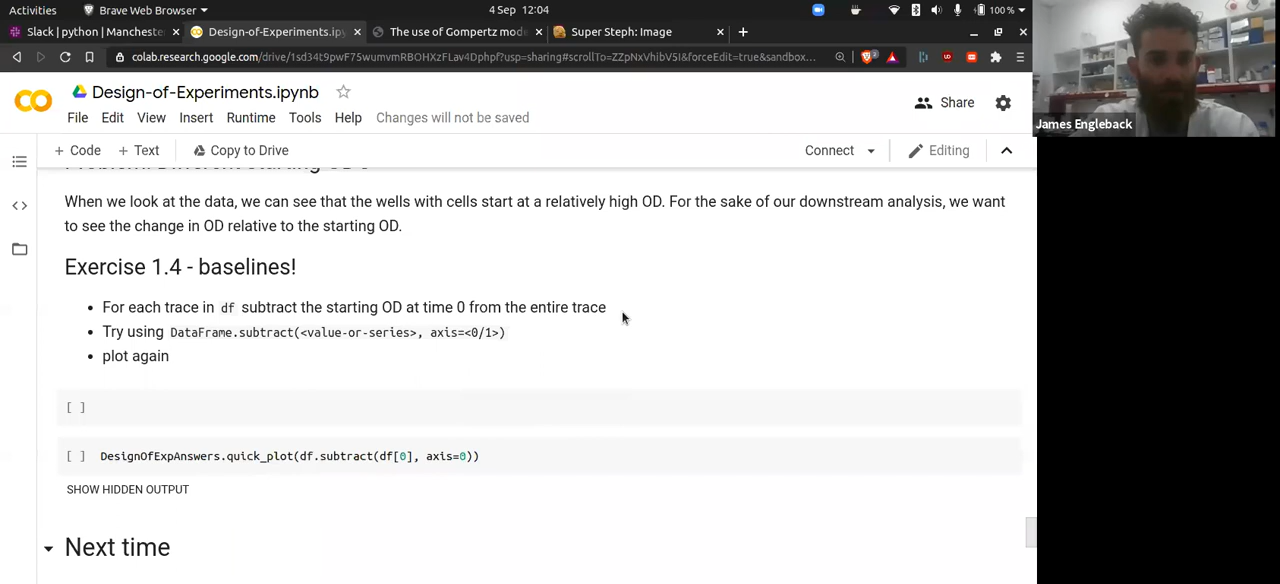 Activities
Brave Web Browser
4 Sep 12:04
100 %
Slack | python | Mancheste
Design-of-Experiments.ipyn
The use of Gompertz mode
Super Steph: Image
colab.research.google.com/drive/1sd34t9pwF75wumvmRBOHXzFLav4Dphpf?usp=sharing#scrollTo=ZZpNxVhibV5I&forceEdit=true&sandbox...
Design-of-Experiments.ipynb
Share
File Edit View Insert Runtime Tools Help Changes will not be saved
+ Code + Text Copy to Drive
Connect
Editing
When we look at the data, we can see that the wells with cells start at a relatively high OD. For the sake of our downstream analysis, we want
to see the change in OD relative to the starting OD.
Exercise 1.4 - baselines!
• For each trace in df subtract the starting OD at time 0 from the entire trace
• Try using DataFrame.subtract(<value-or-series>, axis=<0/1>)
• plot again
[ ]
[ ] DesignOfExpAnswers.quick_plot(df.subtract(df[0], axis=0))
SHOW HIDDEN OUTPUT
Next time
James Engleback